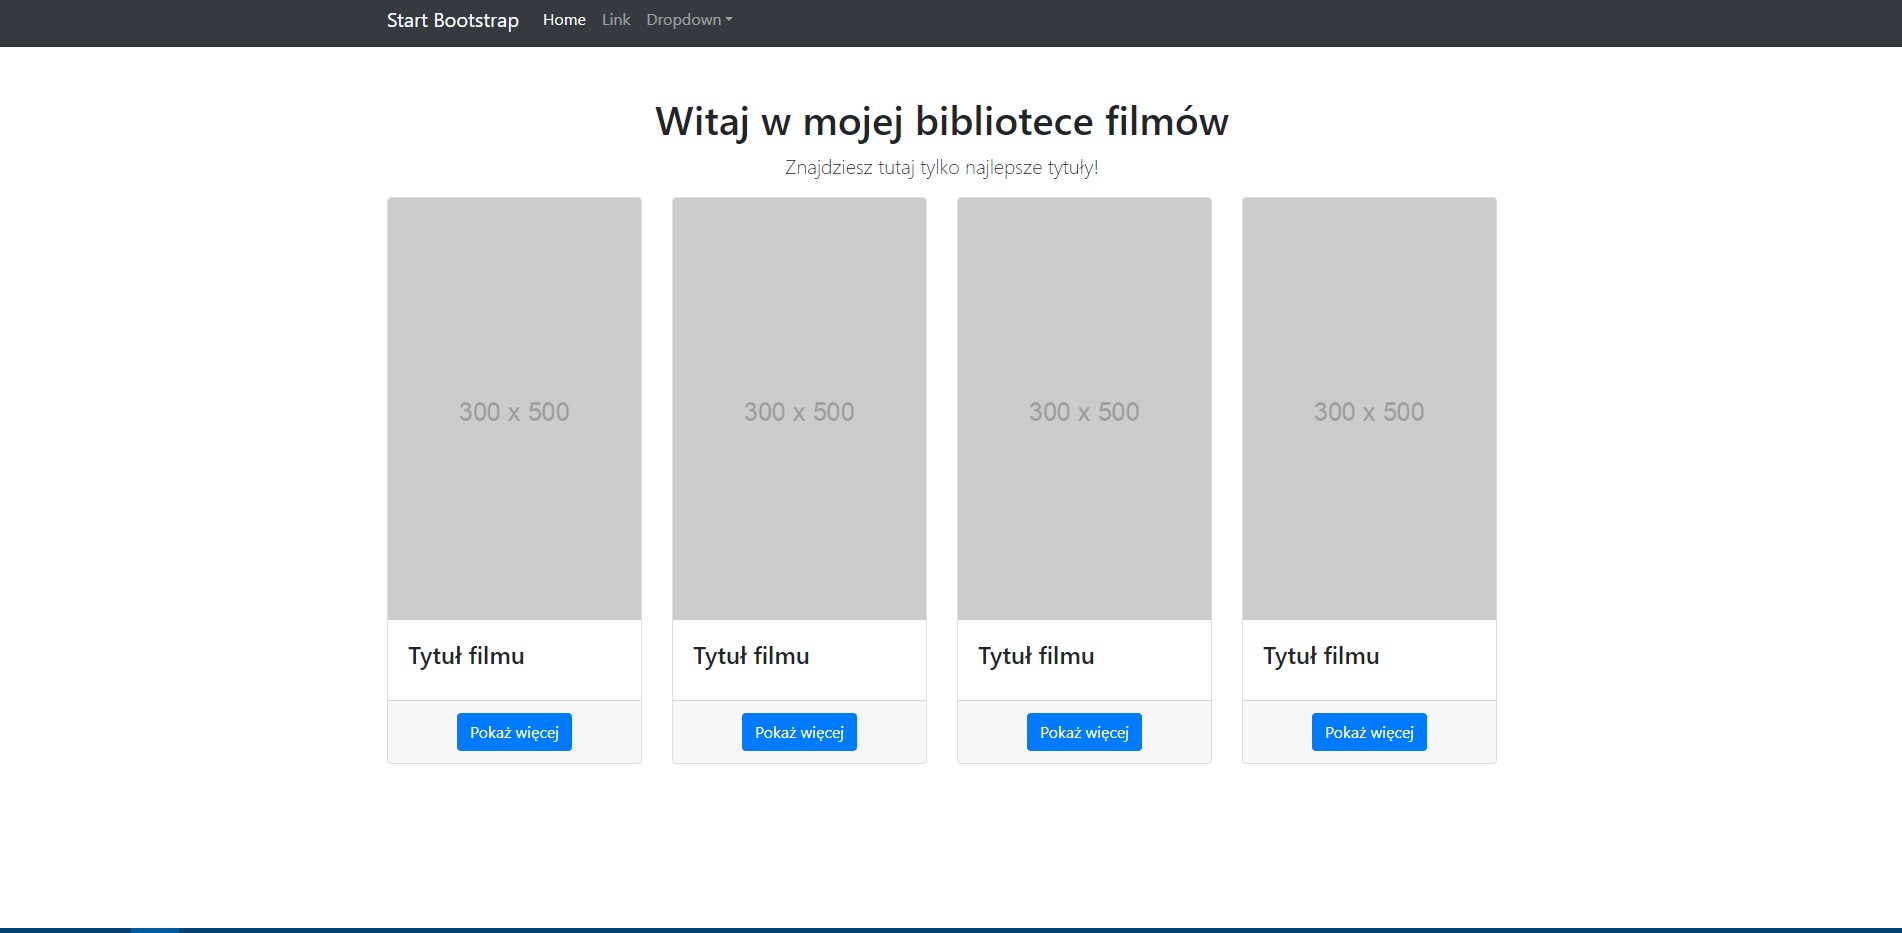 Start Bootstrap Home Link Dropdown
Witaj w mojej bibliotece filmów
Znajdziesz tutaj tylko najlepsze tytuły!
300 x 500 300 x 500 300 x 500 300 x 500
Tytuł filmu Tytuł filmu Tytuł filmu Tytuł filmu
Pokaż więcej Pokaż więcej Pokaż więcej Pokaż więcej